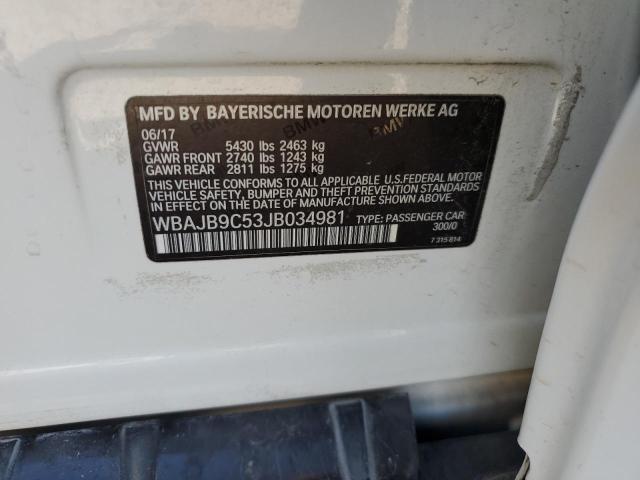 MFD BY BAYERISCHE MOTOREN WERKE AG
06/17
GVWR 5430 lbs 2463 kg
GAWR FRONT 2740 lbs 1243 kg
GAWR REAR 2811 lbs 1275 kg
THIS VEHICLE CONFORMS TO ALL APPLICABLE U.S.FEDERAL MOTOR
VEHICLE SAFETY, BUMPER, AND THEFT PREVENTION STANDARDS
IN EFFECT ON THE DATE OF MANUFACTURE SHOWN ABOVE.
WBAJB9C53JB034981 TYPE: PASSENGER CAR
300/0
7 315 814